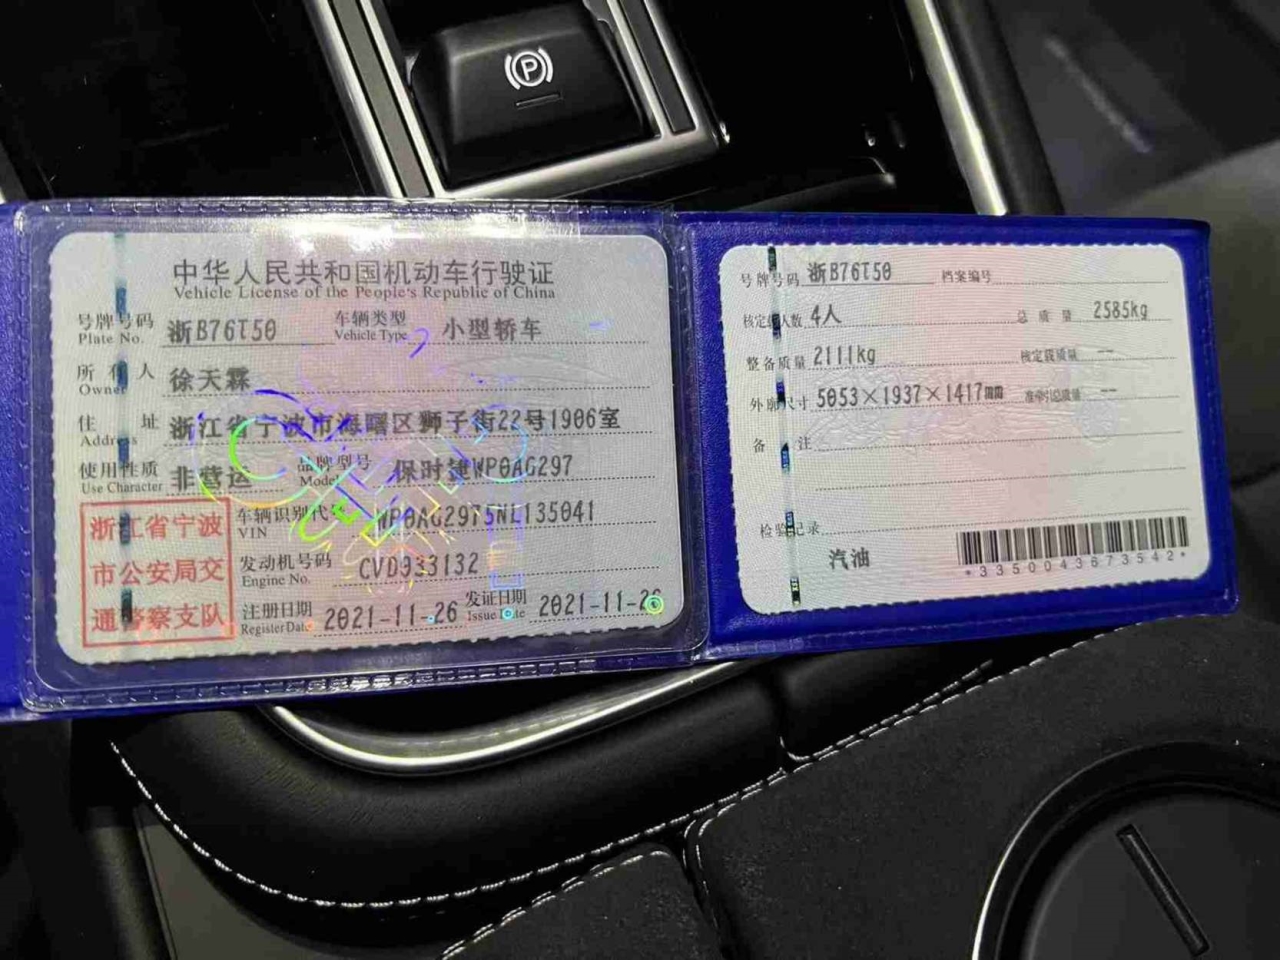 P
中华人民共和国机动车行驶证
Vehicle License of the People's Republic of China
号牌号码 浙B76T50 车辆类型 小型轿车
Plate No. Vehicle Type
所有人 徐天霖
Owner
住 址 浙江省宁波市海曙区狮子街22号1906室
Address
使用性质 非营运 品牌型号 保时捷WP0AG297
Use Character Model
浙江省宁波
市公安局交
通警察支队
车辆识别代号 WP0AG2975NL135041
VIN
发动机号码 CVD933132
Engine No.
注册日期 2021-11-26 发证日期 2021-11-26
Register Date Issue Date
号牌号码 浙B76T50 档案编号
核定载人数 4人 总质量 2585kg
整备质量 2111kg 核定载质量 --
外廓尺寸 5053×1937×1417mm 准牵引总质量 --
备 注
检验记录
汽油
*3350043673542*